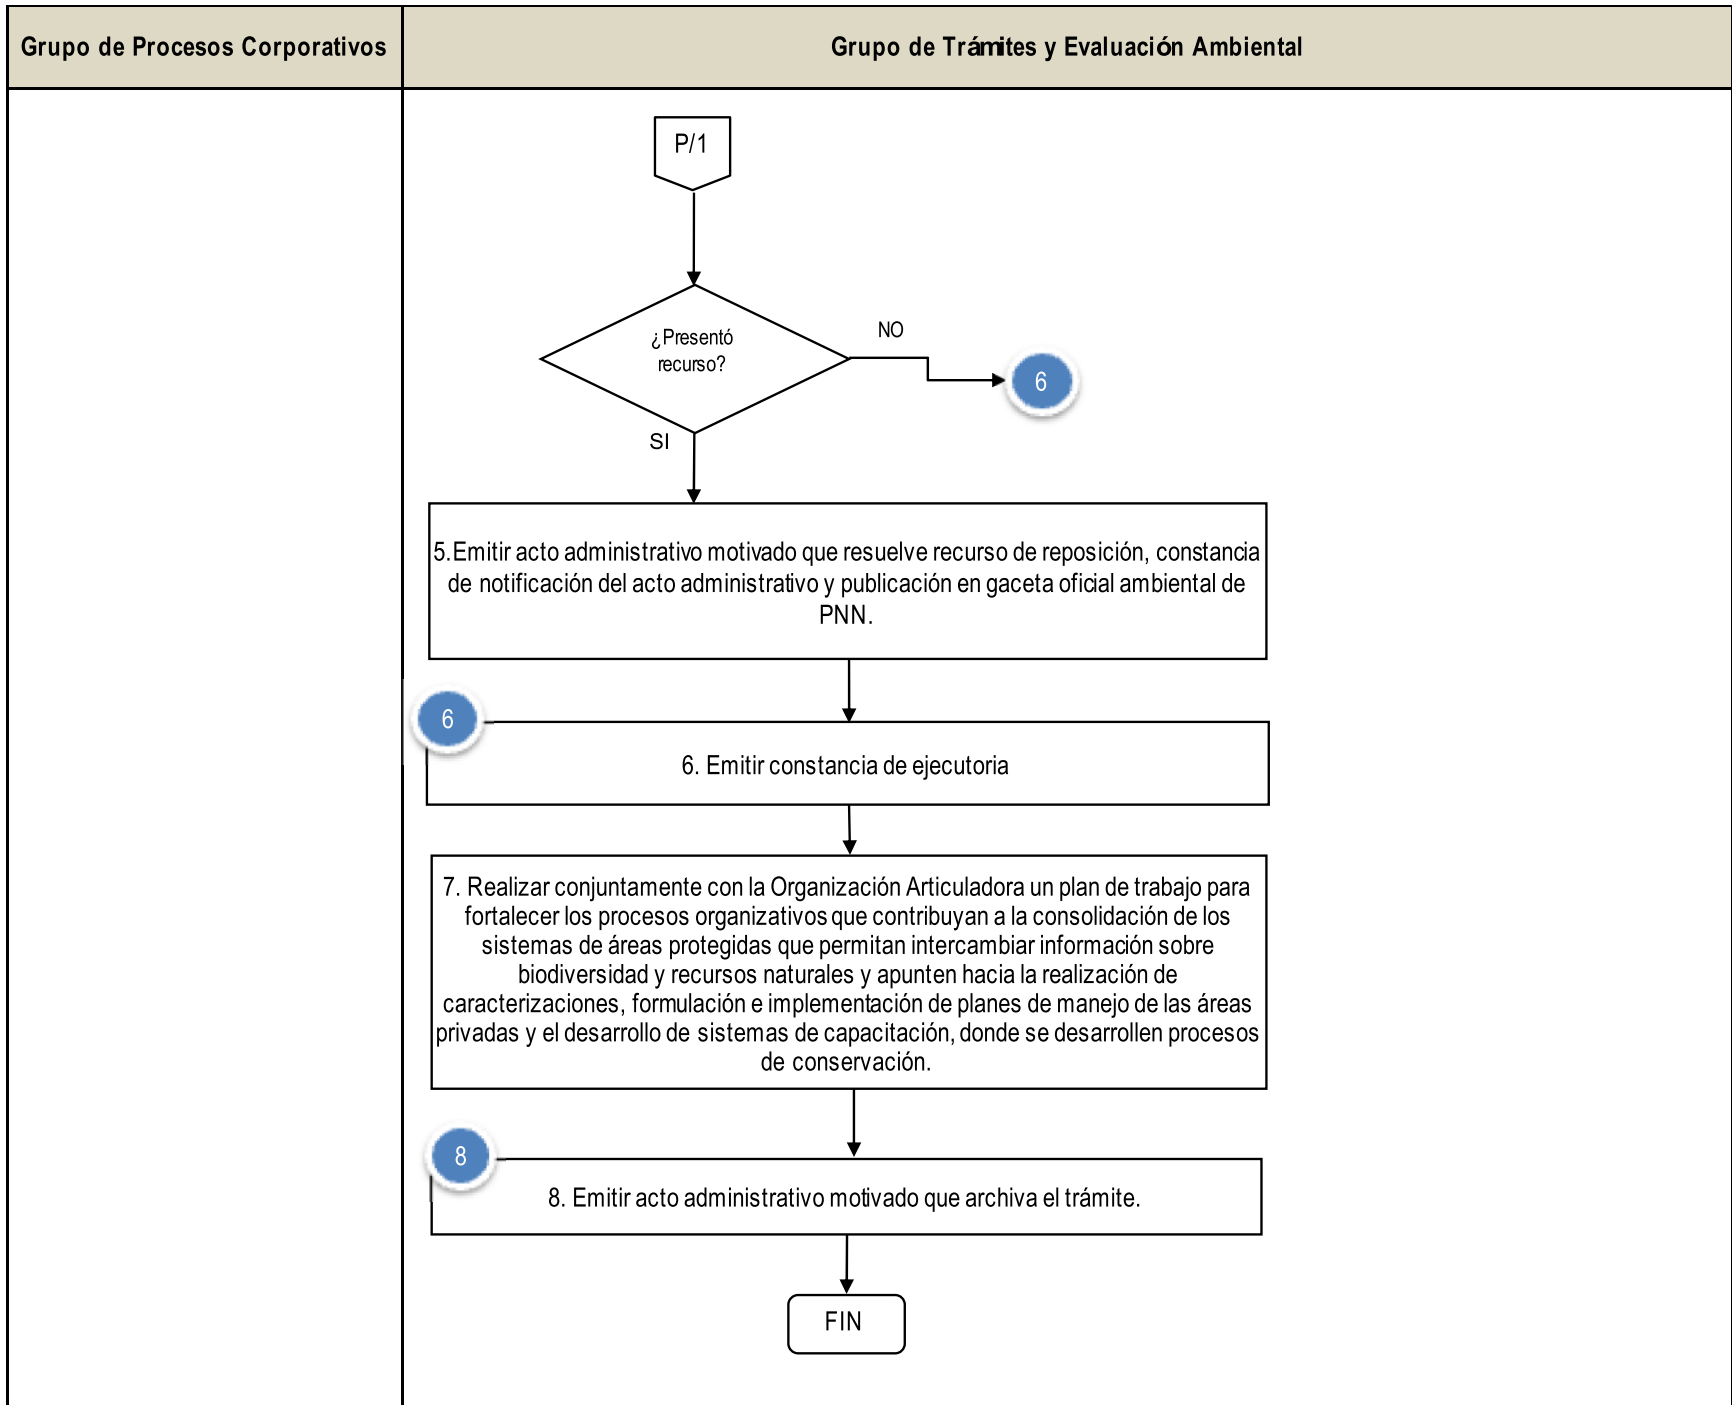 Grupo de Procesos Corporativos
Grupo de Trámites y Evaluación Ambiental
P/1
¿Presentó
recurso?
NO
6
SI
5.Emitir acto administrativo motivado que resuelve recurso de reposición, constancia
de notificación del acto administrativo y publicación en gaceta oficial ambiental de
PNN.
6
6. Emitir constancia de ejecutoria
7. Realizar conjuntamente con la Organización Articuladora un plan de trabajo para
fortalecer los procesos organizativos que contribuyan a la consolidación de los
sistemas de áreas protegidas que permitan intercambiar información sobre
biodiversidad y recursos naturales y apunten hacia la realización de
caracterizaciones, formulación e implementación de planes de manejo de las áreas
privadas y el desarrollo de sistemas de capacitación, donde se desarrollen procesos
de conservación.
8
8. Emitir acto administrativo motivado que archiva el trámite.
FIN